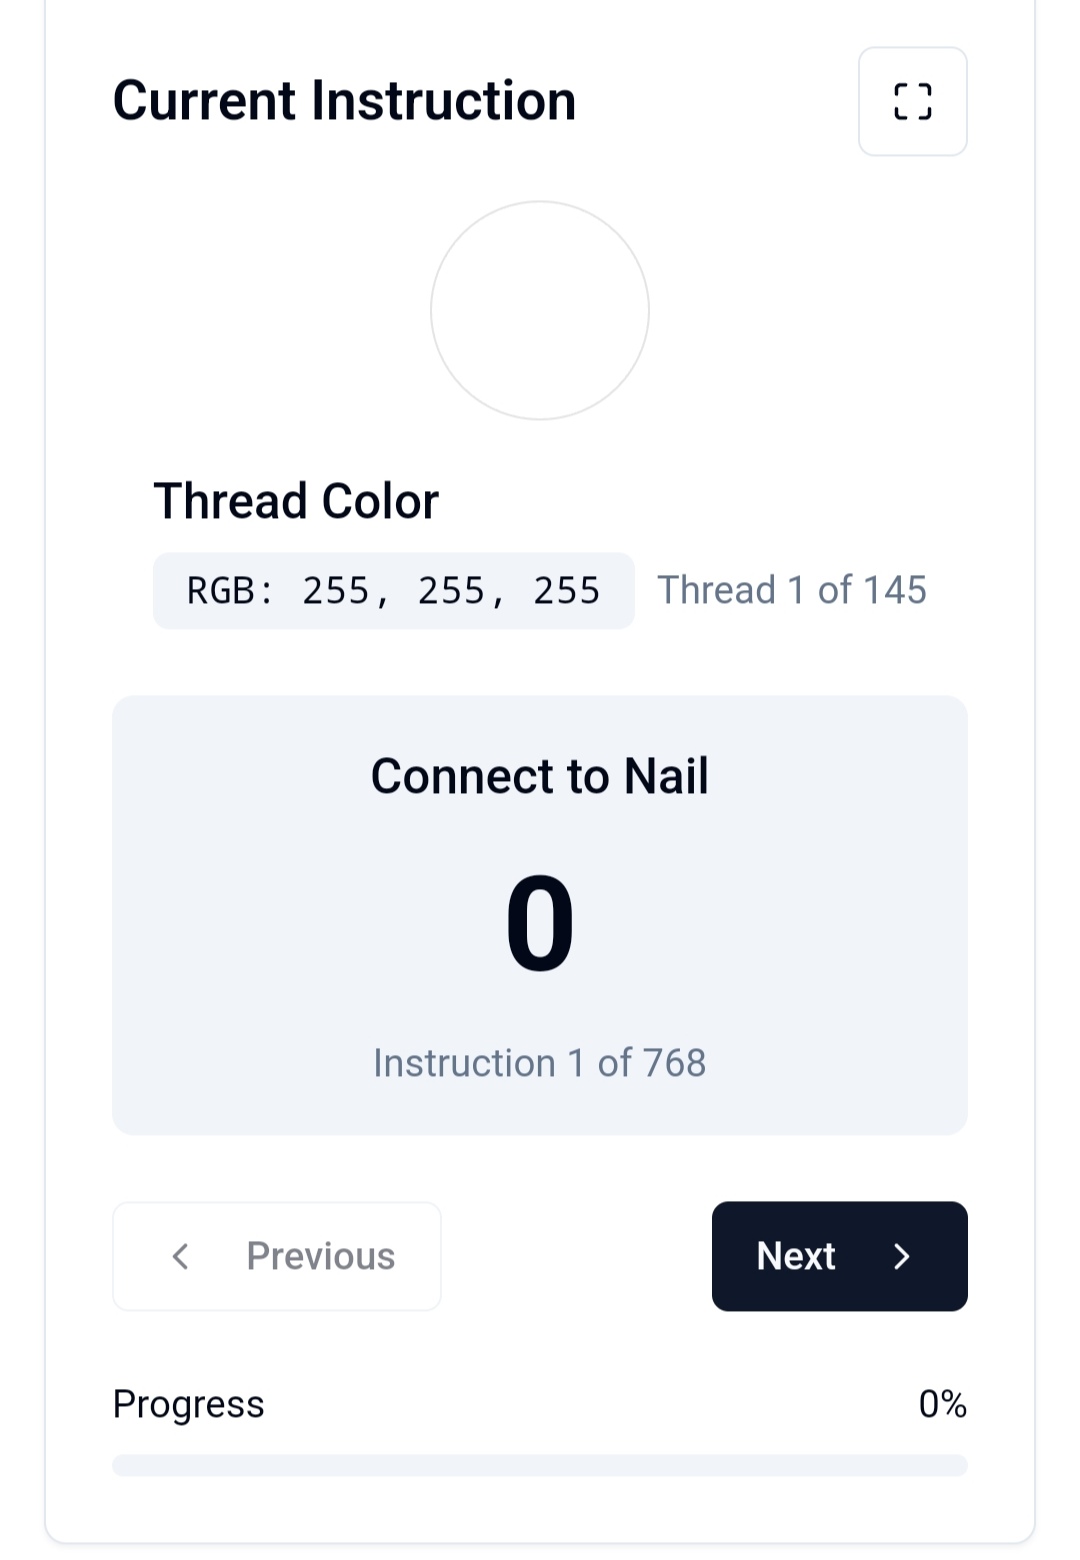 Current Instruction
Thread Color
RGB: 255, 255, 255 Thread 1 of 145
Connect to Nail
0
Instruction 1 of 768
Previous Next
Progress 0%